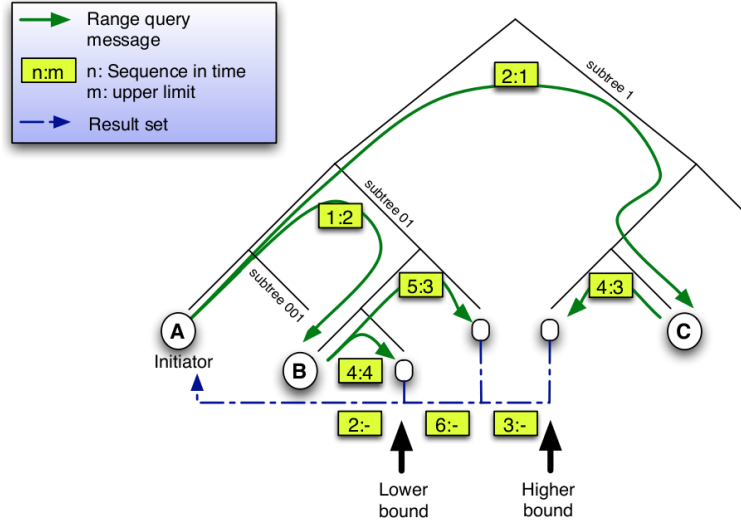 Range query
message
n:m
n: Sequence in time
m: upper limit
Result set
2:1
subtree 1
1:2
subtree 01
subtree 001
5:3
4:3
A
Initiator
B
4:4
C
2:-
6:-
3:-
Lower
bound
Higher
bound